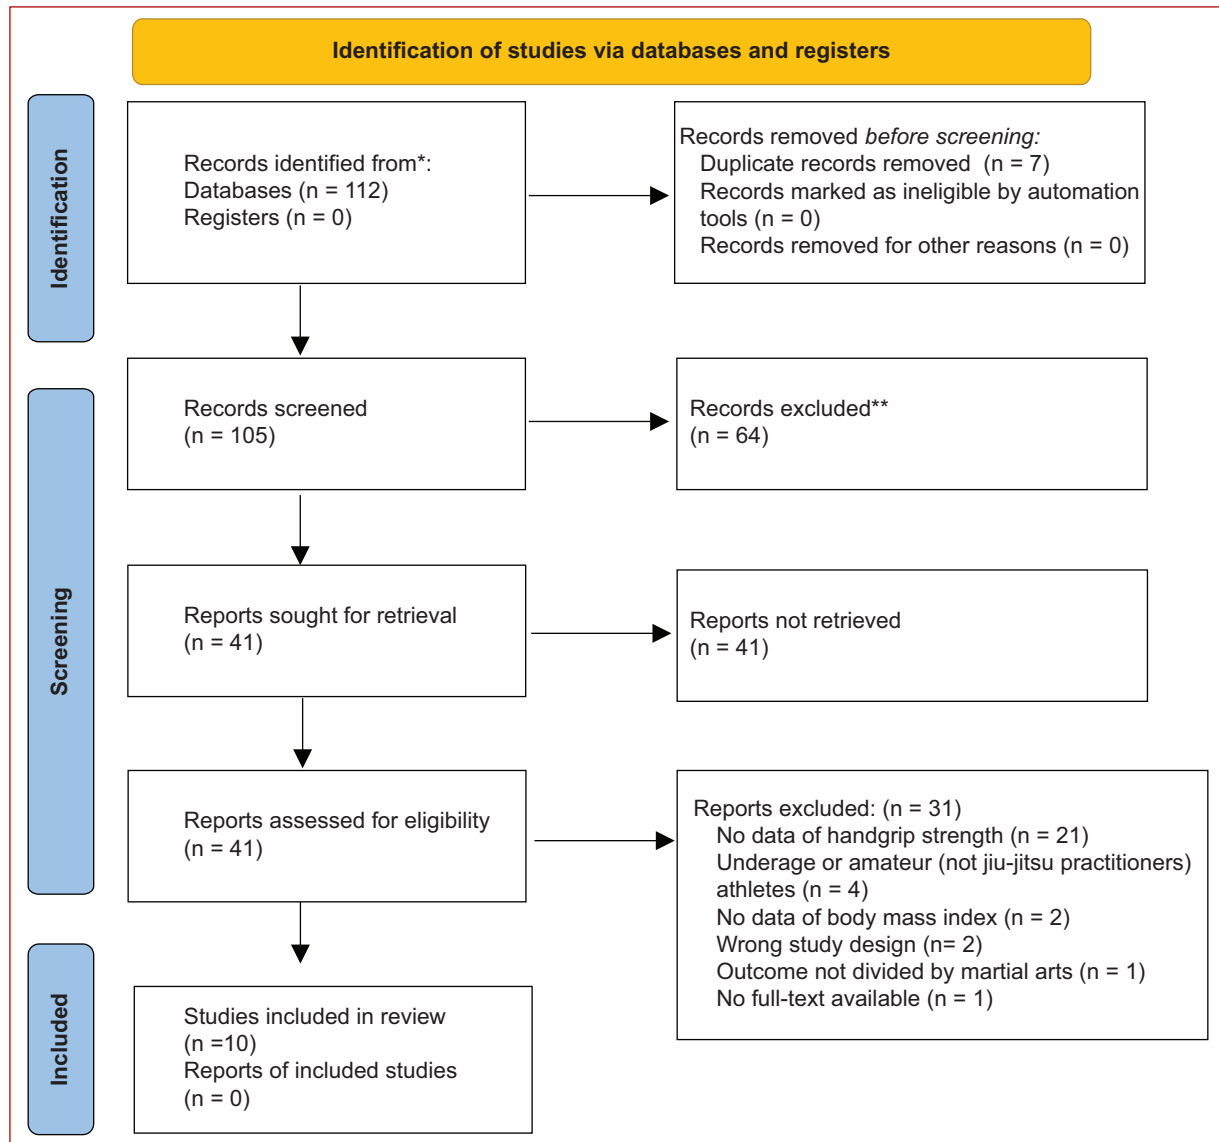 Identification of studies via databases and registers
Identification
Records identified from*:
Databases (n = 112)
Registers (n = 0)
Records removed before screening:
Duplicate records removed (n = 7)
Records marked as ineligible by automation
tools (n = 0)
Records removed for other reasons (n = 0)
Screening
Records screened
(n = 105)
Records excluded**
(n = 64)
Reports sought for retrieval
(n = 41)
Reports not retrieved
(n = 41)
Reports assessed for eligibility
(n = 41)
Reports excluded: (n = 31)
No data of handgrip strength (n = 21)
Underage or amateur (not jiu-jitsu practitioners)
athletes (n = 4)
No data of body mass index (n = 2)
Wrong study design (n= 2)
Outcome not divided by martial arts (n = 1)
No full-text available (n = 1)
Included
Studies included in review
(n =10)
Reports of included studies
(n = 0)